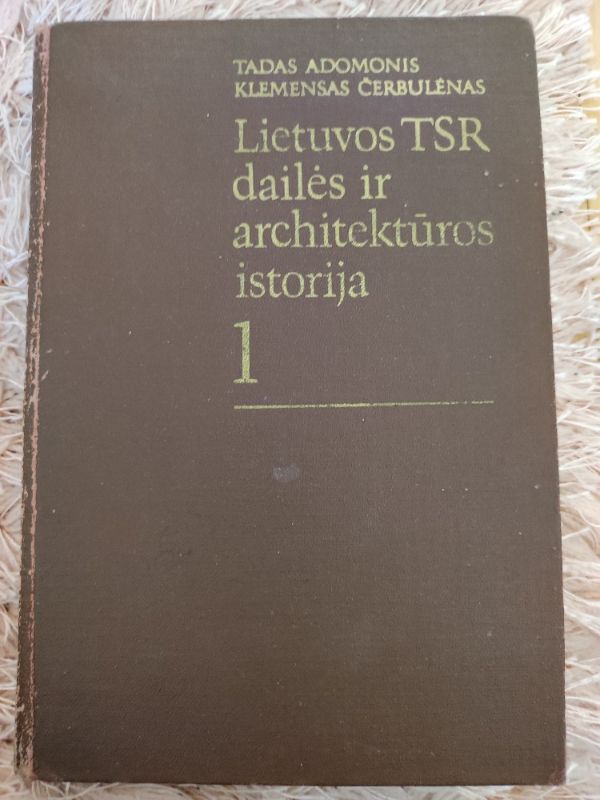 TADAS ADOMONIS
KLEMENSAS ČERBULĖNAS
Lietuvos TSR
dailės ir
architektūros
istorija
1